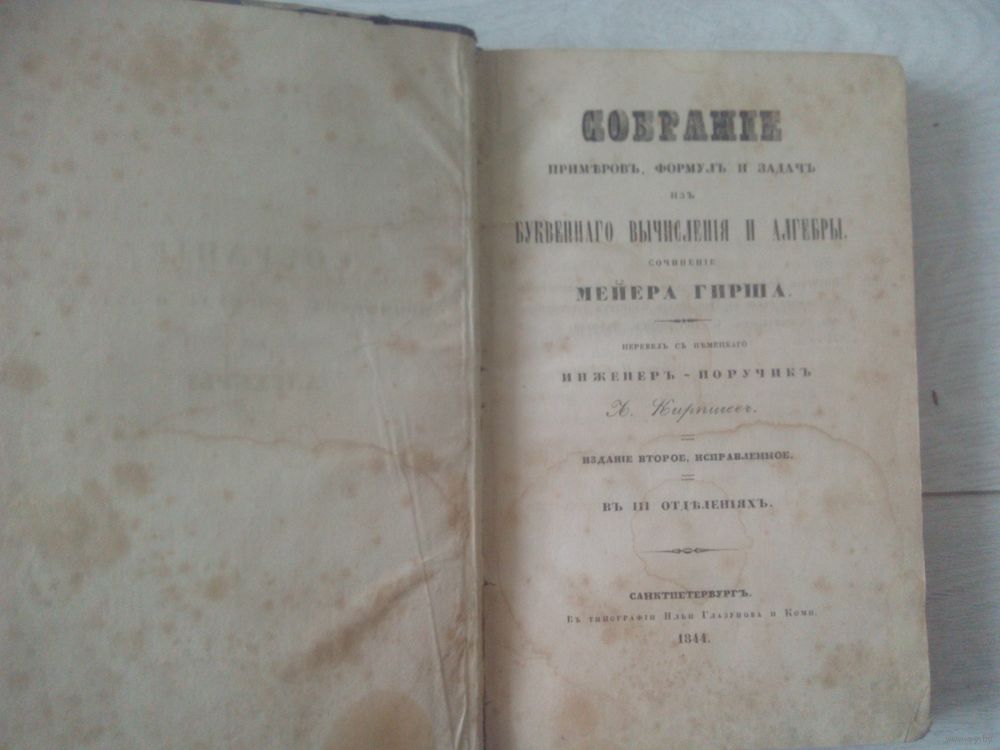 СОБРАНІЕ
ПРИМѢРОВЪ, ФОРМУЛЪ И ЗАДАЧЪ
ИЗЪ
БУКВЕННАГО ВЫЧИСЛЕНІЯ И АЛГЕБРЫ.
СОЧИНЕНІЕ
МЕЙЕРА ГИРША.
ПЕРЕВЕЛЪ СЪ НѢМЕЦКАГО
ИНЖЕНЕРЪ-ПОРУЧИКЪ
Х.
ИЗДАНІЕ ВТОРОЕ, ИСПРАВЛЕННОЕ.
ВЪ III ОТДѢЛЕНІЯХЪ.
САНКТПЕТЕРБУРГЪ.
ВЪ ТИПОГРАФІИ ИЛЬИ ГЛАЗУНОВА И КОМП.
1844.